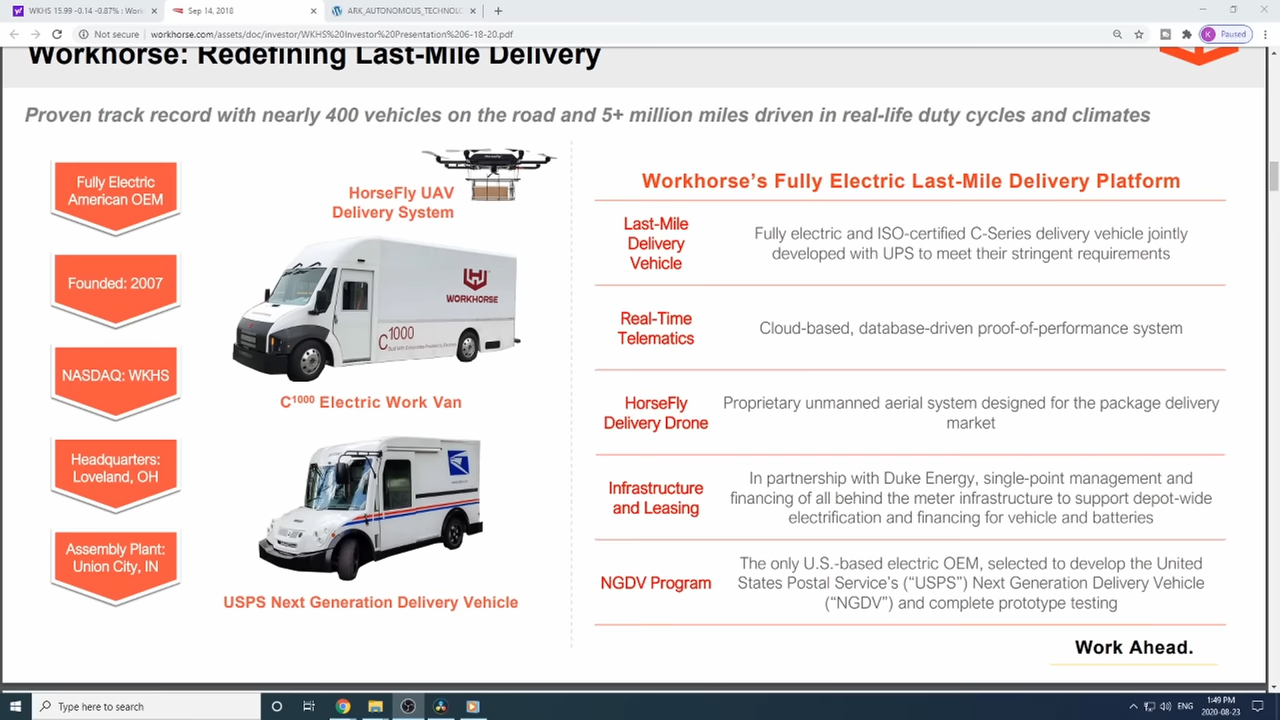 WKHS 15.99 -0.14 -0.87% : Work
Sep 14, 2018
ARK_AUTONOMOUS_TECHNOLO
Not secure
workhorse.com/assets/doc/investor/WKHS%20Investor%20Presentation%206-18-20.pdf
K
Paused
Workhorse: Redefining Last-Mile Delivery
Proven track record with nearly 400 vehicles on the road and 5+ million miles driven in real-life duty cycles and climates
Fully Electric
American OEM
Founded: 2007
NASDAQ: WKHS
Headquarters:
Loveland, OH
Assembly Plant:
Union City, IN
HorseFly UAV
Delivery System
WORKHORSE
C1000
C1000 Electric Work Van
USPS Next Generation Delivery Vehicle
Workhorse's Fully Electric Last-Mile Delivery Platform
Last-Mile
Delivery
Vehicle
Fully electric and ISO-certified C-Series delivery vehicle jointly
developed with UPS to meet their stringent requirements
Real-Time
Telematics
Cloud-based, database-driven proof-of-performance system
HorseFly
Delivery Drone
Proprietary unmanned aerial system designed for the package delivery
market
Infrastructure
and Leasing
In partnership with Duke Energy, single-point management and
financing of all behind the meter infrastructure to support depot-wide
electrification and financing for vehicle and batteries
NGDV Program
The only U.S.-based electric OEM, selected to develop the United
States Postal Service's (“USPS”) Next Generation Delivery Vehicle
(“NGDV”) and complete prototype testing
Work Ahead.
Type here to search
ENG
1:49 PM
2020-08-23